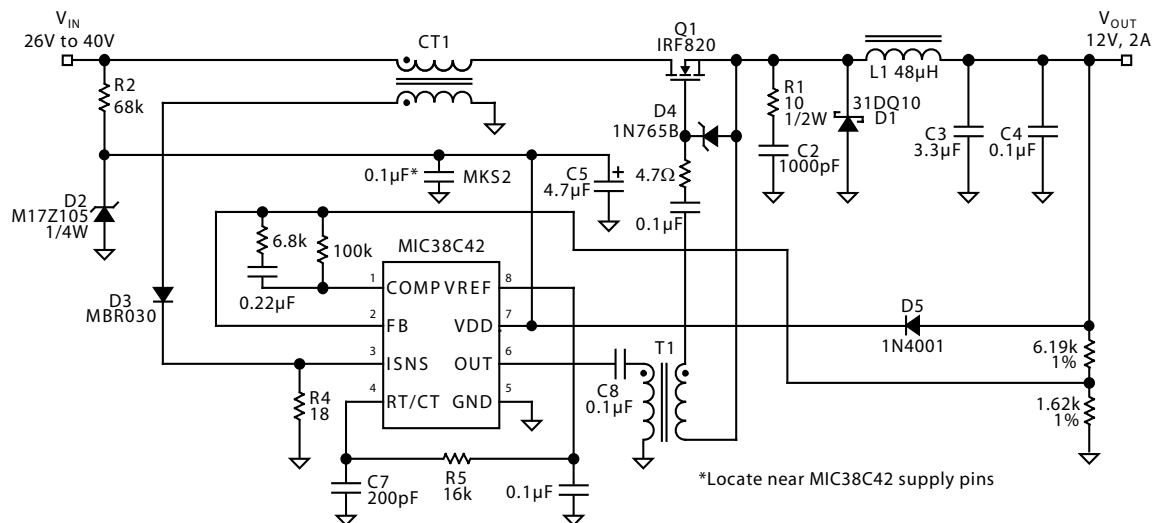 VIN
26V to 40V
CT1
Q1
IRF820
VOUT
12V, 2A
R2
68k
L1 48µH
R1
10
1/2W
31DQ10
D1
D4
1N765B
C3
3.3µF
C4
0.1µF
C2
1000pF
0.1µF*
MKS2
C5
4.7µF
+
4.7Ω
0.1µF
D2
M17Z105
1/4W
6.8k
100k
0.22µF
MIC38C42
1
COMP
VREF
8
2
FB
VDD
7
3
ISNS
OUT
6
4
RT/CT
GND
5
D3
MBR030
D5
1N4001
6.19k
1%
1.62k
1%
T1
C8
0.1µF
R4
18
C7
200pF
R5
16k
0.1µF
*Locate near MIC38C42 supply pins